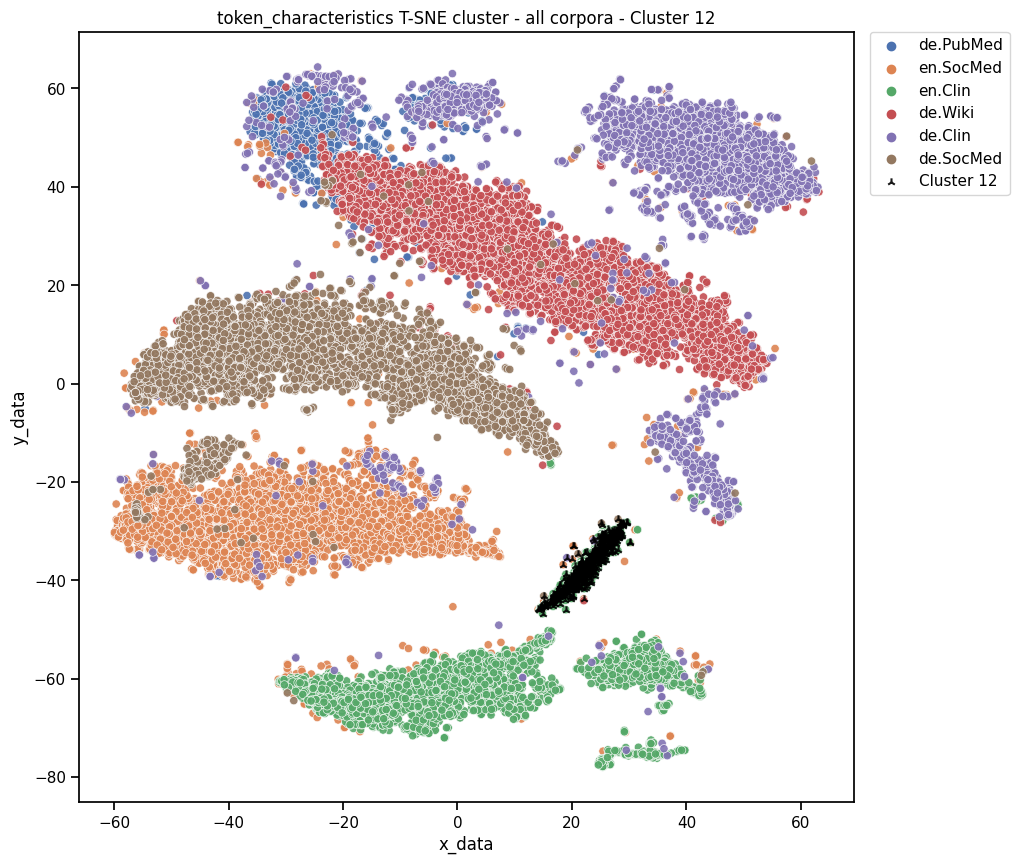 token_characteristics T-SNE cluster - all corpora - Cluster 12
de.PubMed
en.SocMed
en.Clin
de.Wiki
de.Clin
de.SocMed
Cluster 12
60
40
20
0
−20
−40
−60
−80
y_data
−60
−40
−20
0
20
40
60
x_data